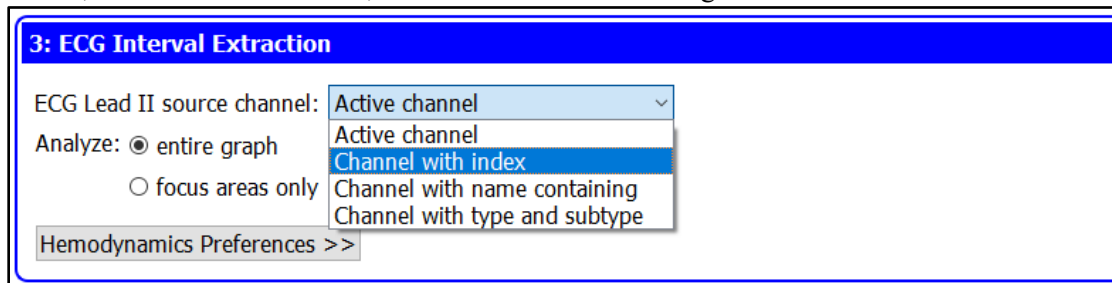 3: ECG Interval Extraction
ECG Lead II source channel: Active channel
Analyze: entire graph
focus areas only
Active channel
Channel with index
Channel with name containing
Channel with type and subtype
Hemodynamics Preferences >>